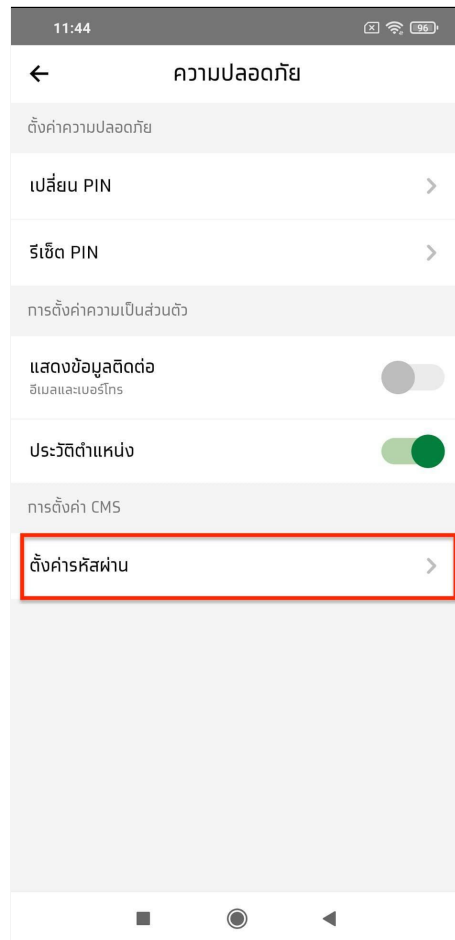 11:44
96
ความปลอดภัย
ตั้งค่าความปลอดภัย
เปลี่ยน PIN
รีเซ็ต PIN
การตั้งค่าความเป็นส่วนตัว
แสดงข้อมูลติดต่อ
อีเมลและเบอร์โทร
ประวัติตำแหน่ง
การตั้งค่า CMS
ตั้งค่ารหัสผ่าน